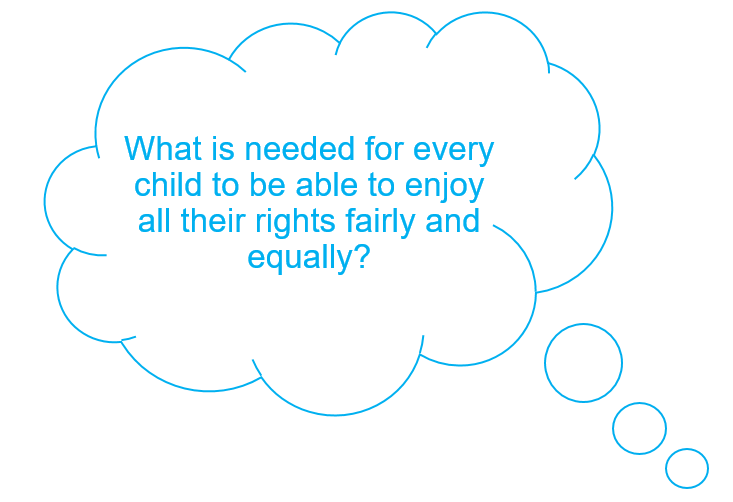 What is needed for every
child to be able to enjoy
all their rights fairly and
equally?